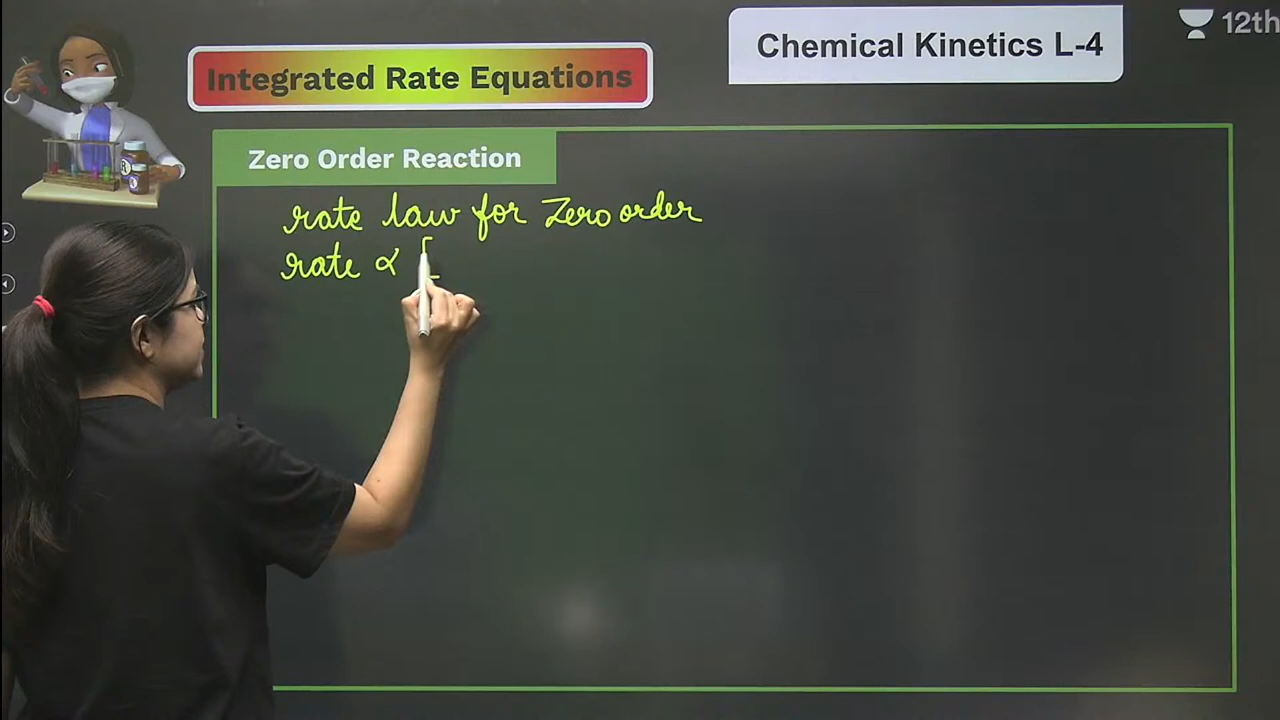 Chemical Kinetics L-4
12th
Integrated Rate Equations
Zero Order Reaction
rate law for Zero order
rate ∝ [